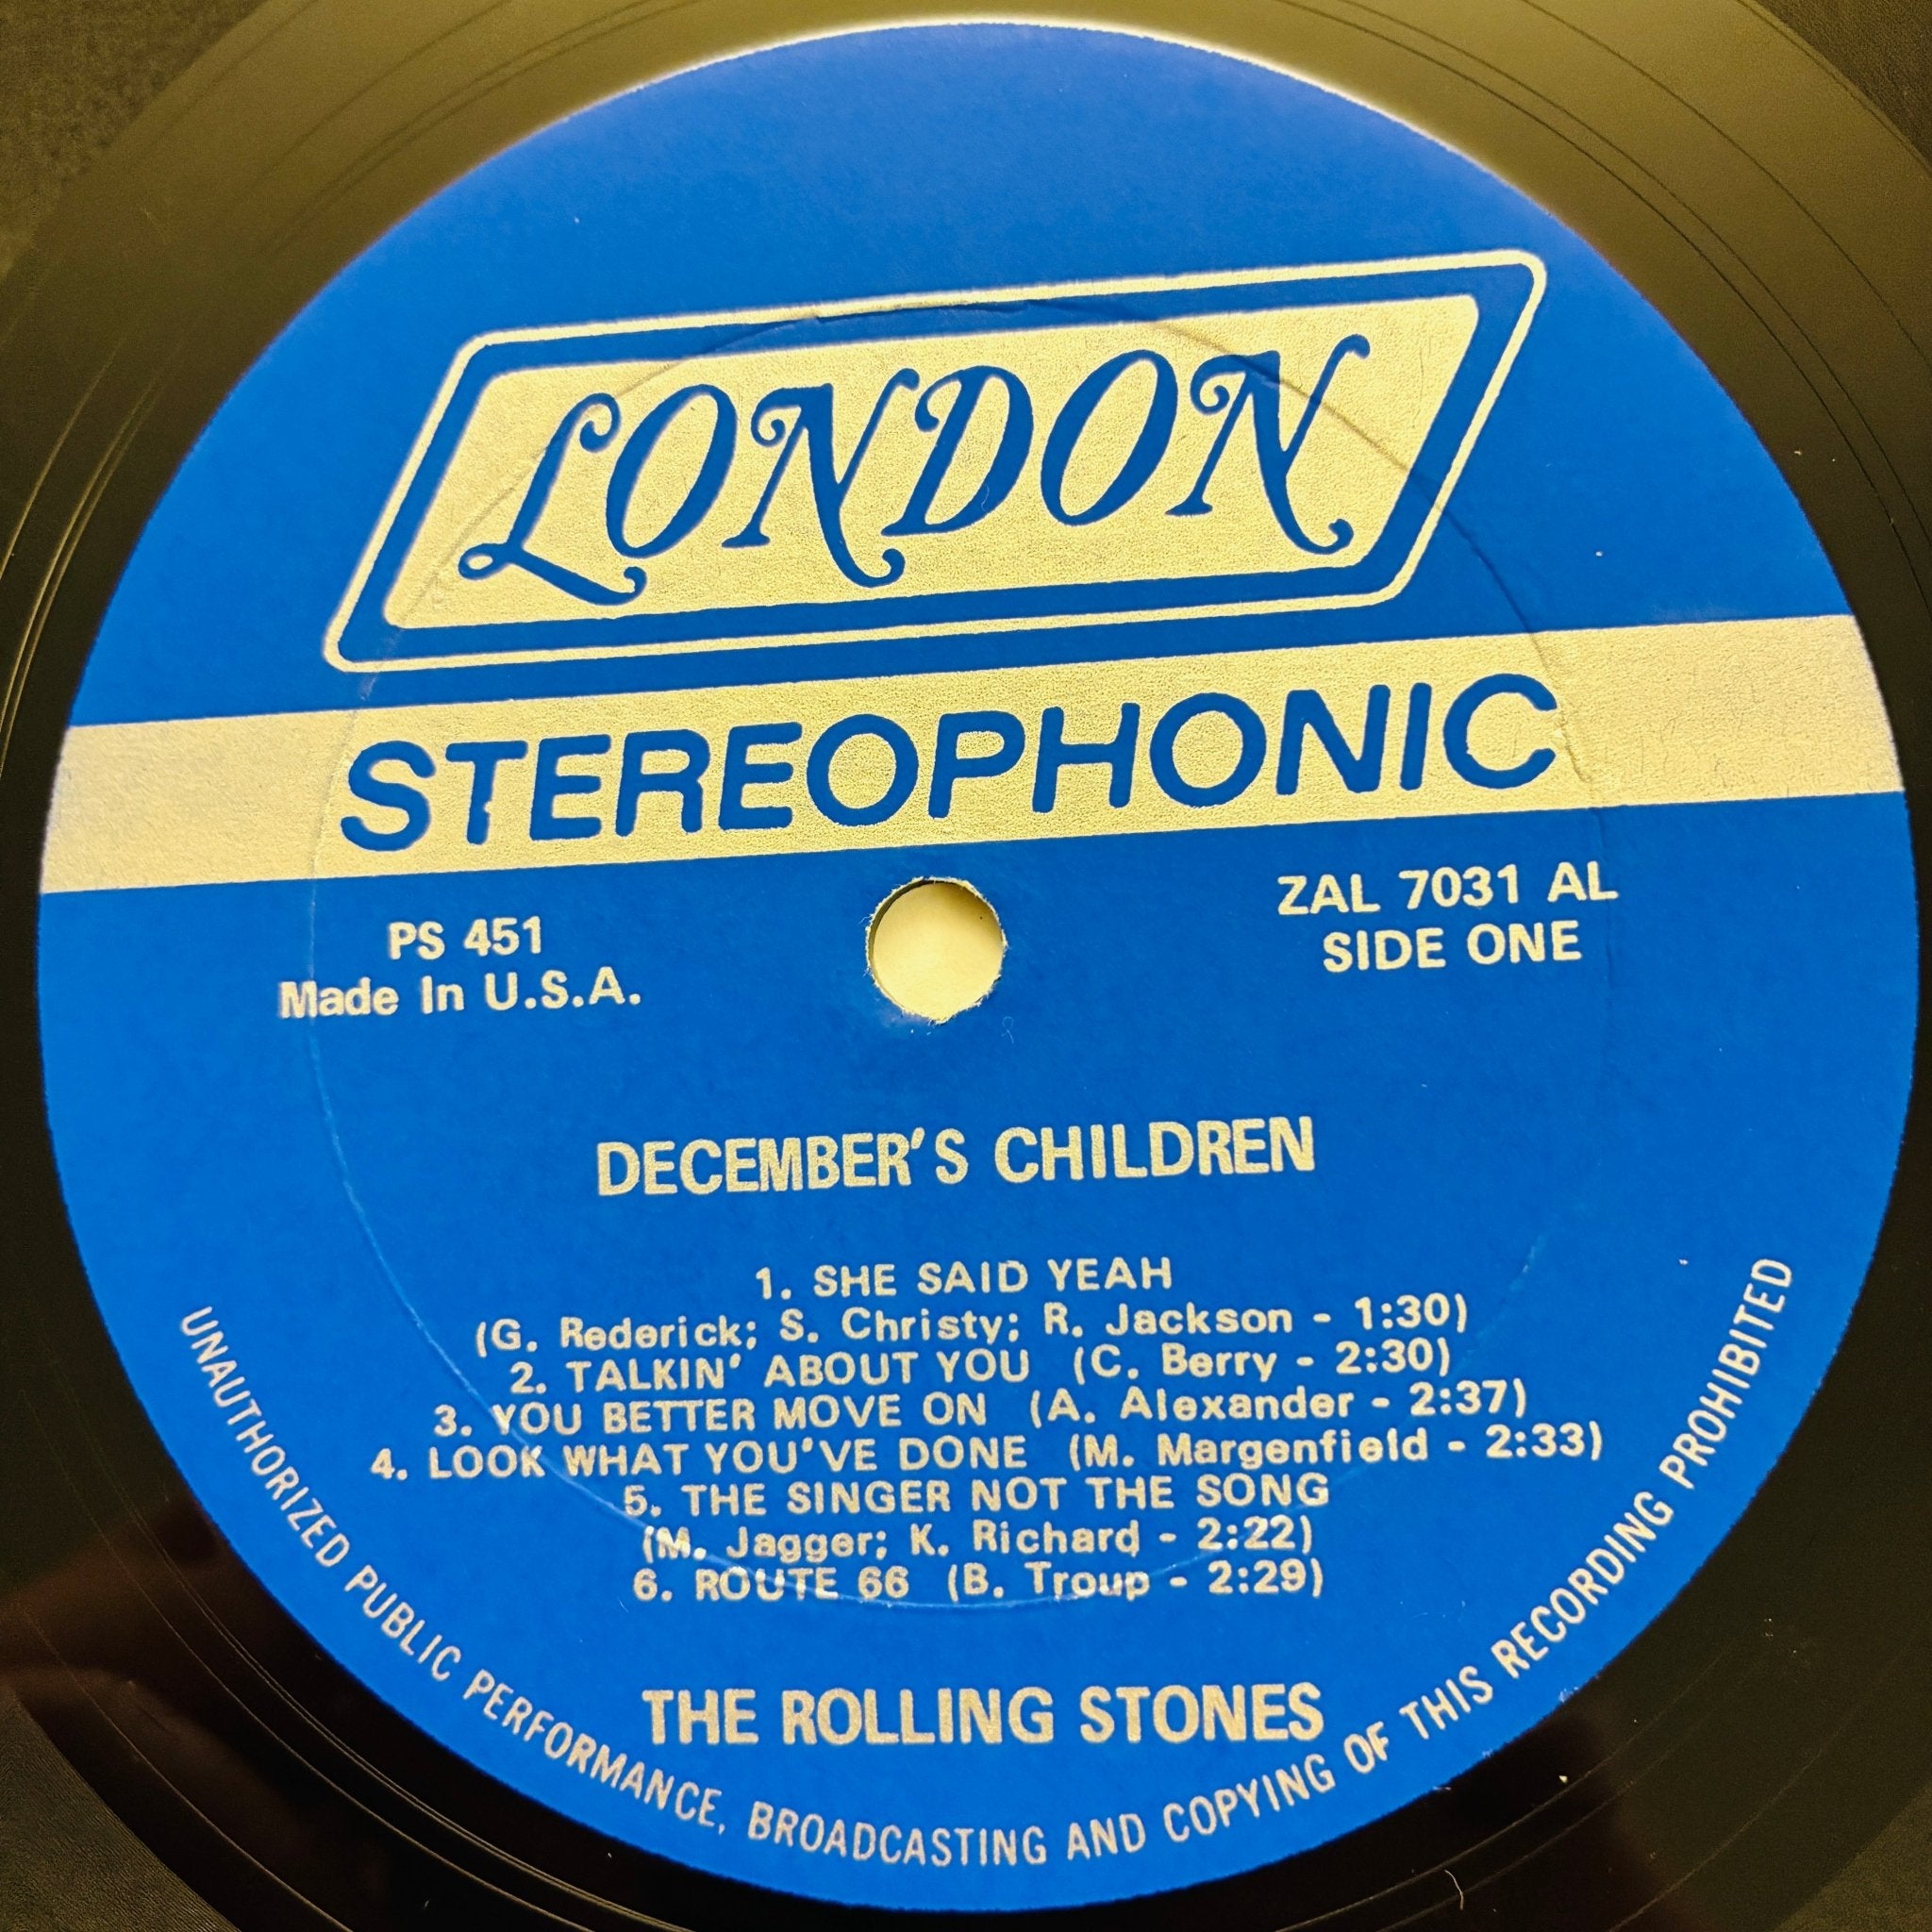 LONDON
STEREOPHONIC
PS 451
Made In U.S.A.
ZAL 7031 AL
SIDE ONE
DECEMBER'S CHILDREN
1. SHE SAID YEAH
(G. Rederick; S. Christy; R. Jackson - 1:30)
2. TALKIN' ABOUT YOU (C. Berry - 2:30)
3. YOU BETTER MOVE ON (A. Alexander - 2:37)
4. LOOK WHAT YOU'VE DONE (M. Margenfield - 2:33)
5. THE SINGER NOT THE SONG
(M. Jagger; K. Richard - 2:22)
6. ROUTE 66 (B. Troup - 2:29)
THE ROLLING STONES
UNAUTHORIZED PUBLIC PERFORMANCE, BROADCASTING AND COPYING OF THIS RECORDING PROHIBITED